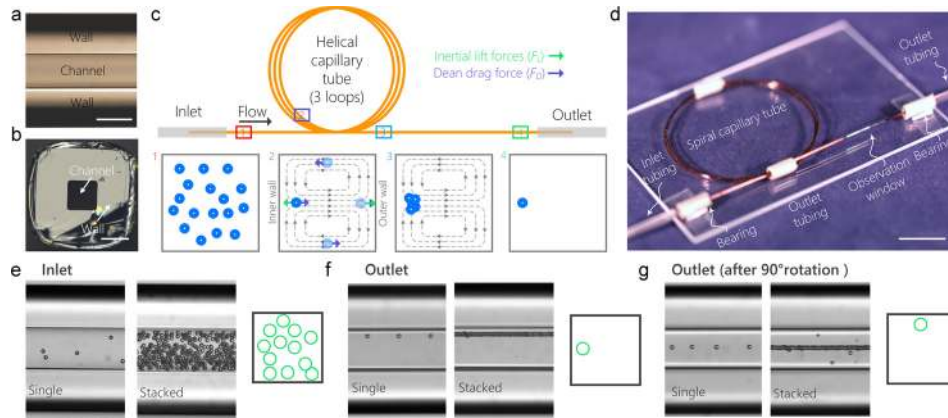 a
Wall
Channel
Wall
b
Channel
Wall
c
Helical
capillary
tube
(3 loops)
Inertial lift forces (FL)
Dean drag force (FD)
Inlet
Flow
Outlet
1
2
3
4
Inner wall
Outer wall
d
Outlet
tubing
Spiral capillary tube
Inlet
tubing
Bearing
Outlet
tubing
Observation
window
Bearing
e
Inlet
Single
Stacked
f
Outlet
Single
Stacked
g
Outlet (after 90°rotation )
Single
Stacked